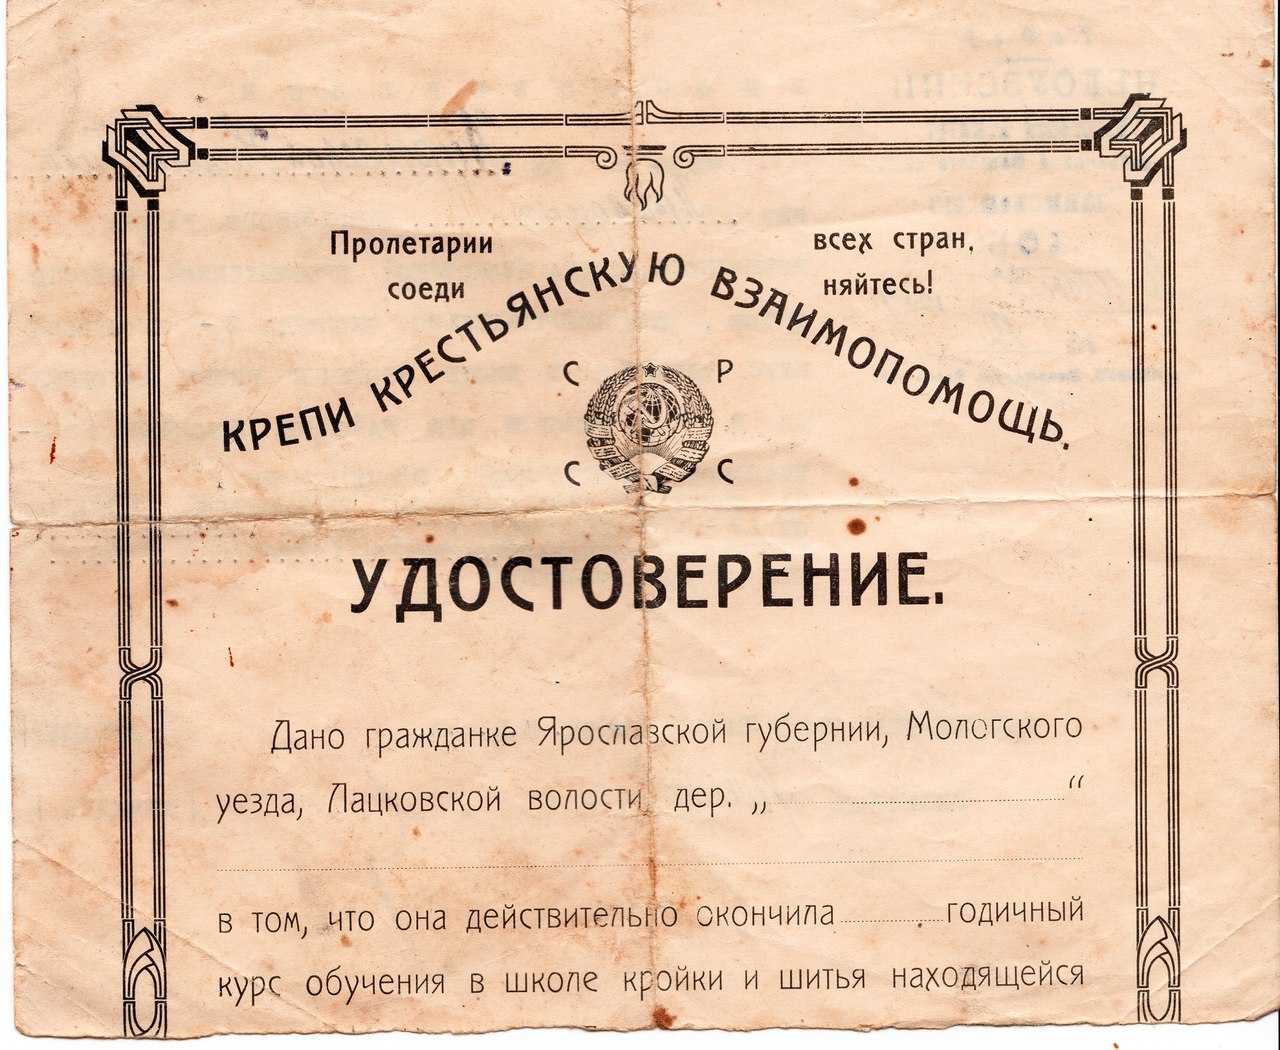 Пролетарии всех стран,
соеди няйтесь!
КРЕПИ КРЕСТЬЯНСКУЮ ВЗАИМОПОМОЩЬ.
С Р
С С
УДОСТОВЕРЕНИЕ.
Дано гражданке Ярославской губернии, Мологского
уезда, Лацковской волости, дер. „ “
в том, что она действительно окончила годичный
курс обучения в школе кройки и шитья находящейся